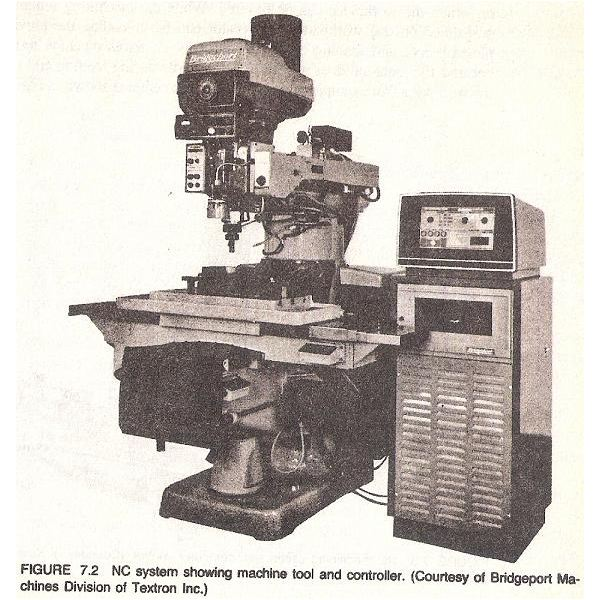 Bridgeport
FIGURE 7.2 NC system showing machine tool and controller. (Courtesy of Bridgeport Ma-
chines Division of Textron Inc.)